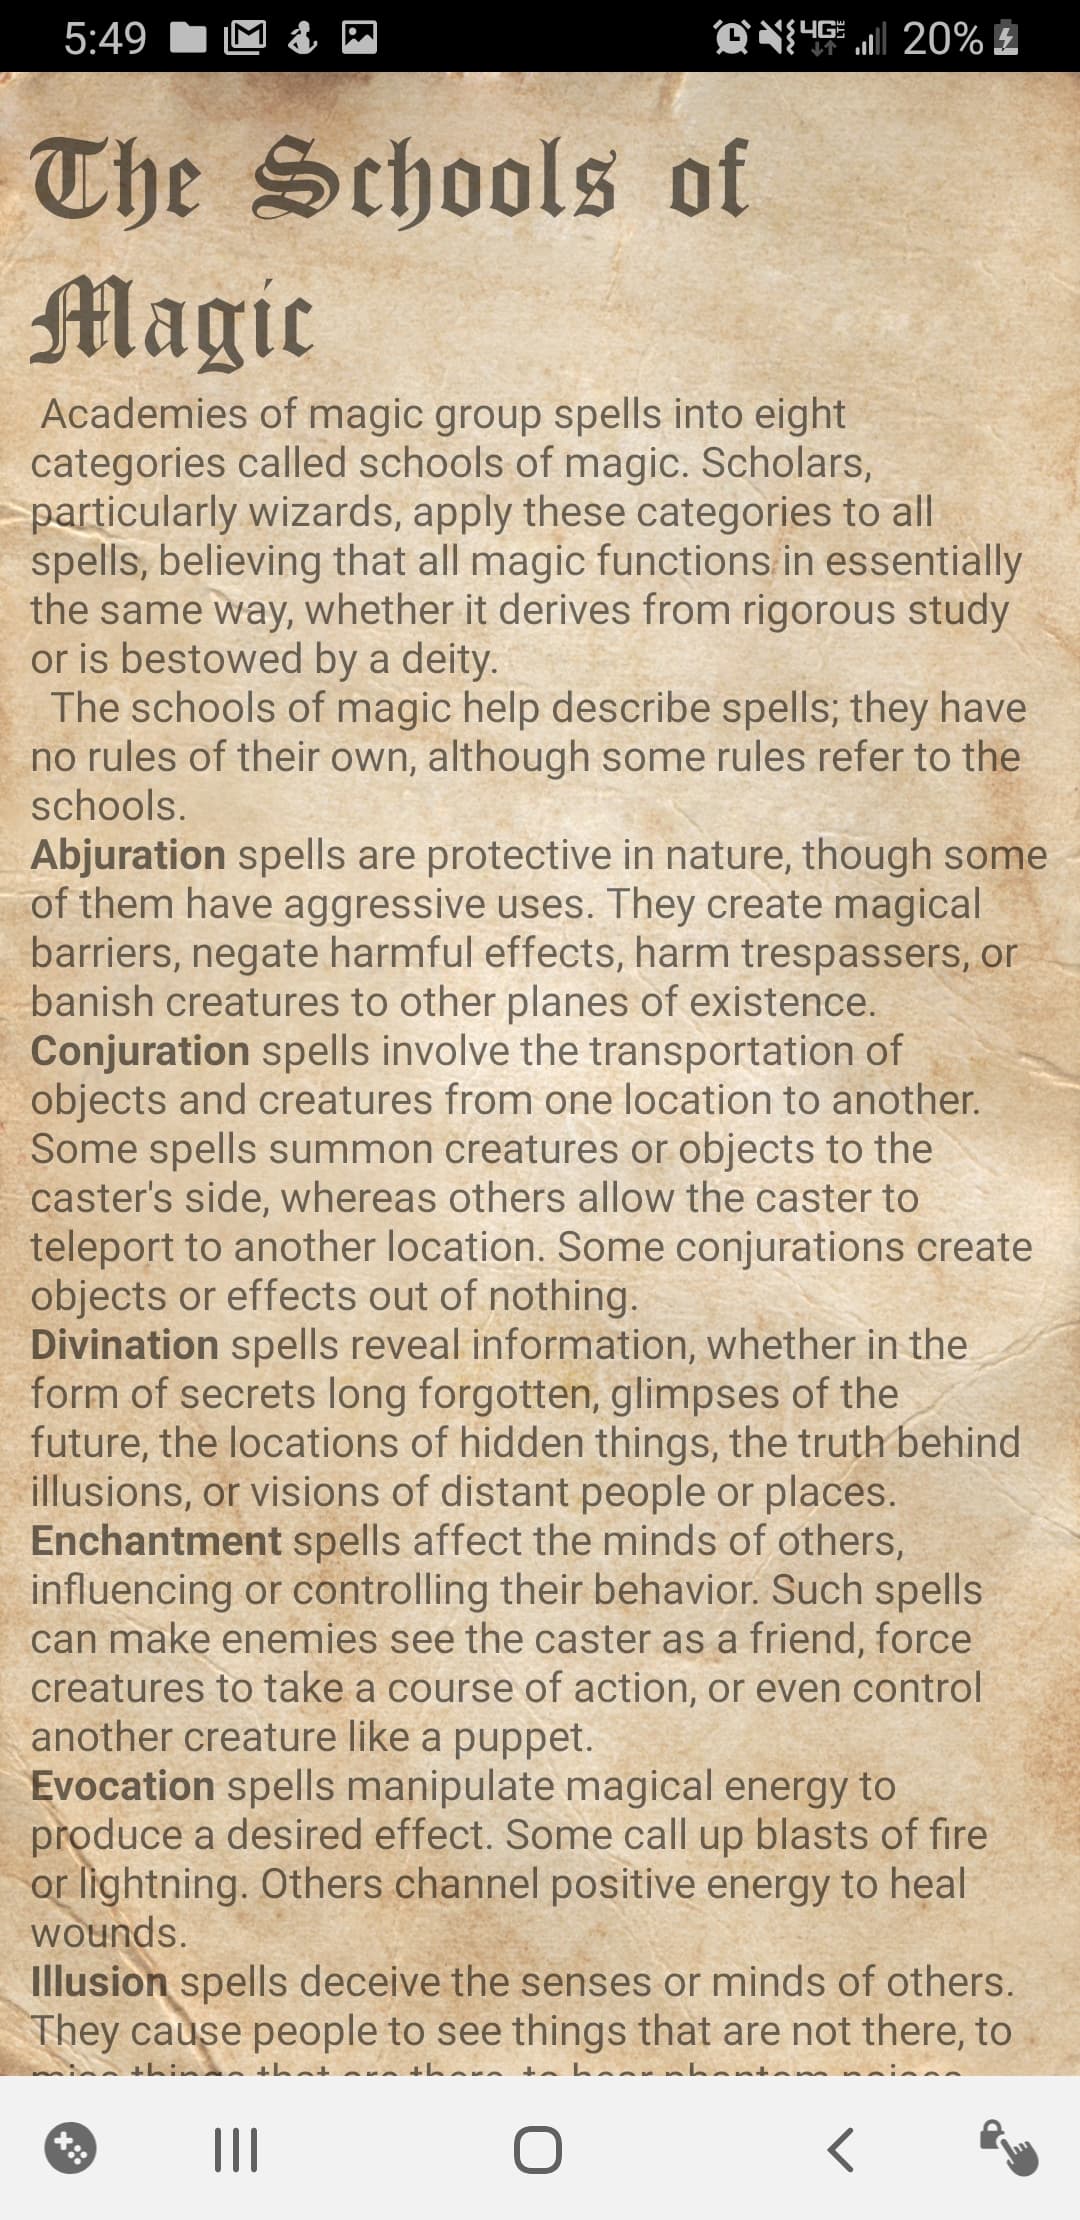 5:49
4G LTE 20%
The Schools of
Magic
Academies of magic group spells into eight
categories called schools of magic. Scholars,
particularly wizards, apply these categories to all
spells, believing that all magic functions in essentially
the same way, whether it derives from rigorous study
or is bestowed by a deity.
The schools of magic help describe spells; they have
no rules of their own, although some rules refer to the
schools.
Abjuration spells are protective in nature, though some
of them have aggressive uses. They create magical
barriers, negate harmful effects, harm trespassers, or
banish creatures to other planes of existence.
Conjuration spells involve the transportation of
objects and creatures from one location to another.
Some spells summon creatures or objects to the
caster's side, whereas others allow the caster to
teleport to another location. Some conjurations create
objects or effects out of nothing.
Divination spells reveal information, whether in the
form of secrets long forgotten, glimpses of the
future, the locations of hidden things, the truth behind
illusions, or visions of distant people or places.
Enchantment spells affect the minds of others,
influencing or controlling their behavior. Such spells
can make enemies see the caster as a friend, force
creatures to take a course of action, or even control
another creature like a puppet.
Evocation spells manipulate magical energy to
produce a desired effect. Some call up blasts of fire
or lightning. Others channel positive energy to heal
wounds.
Illusion spells deceive the senses or minds of others.
They cause people to see things that are not there, to
miss things that are there, to hear phantom noises,